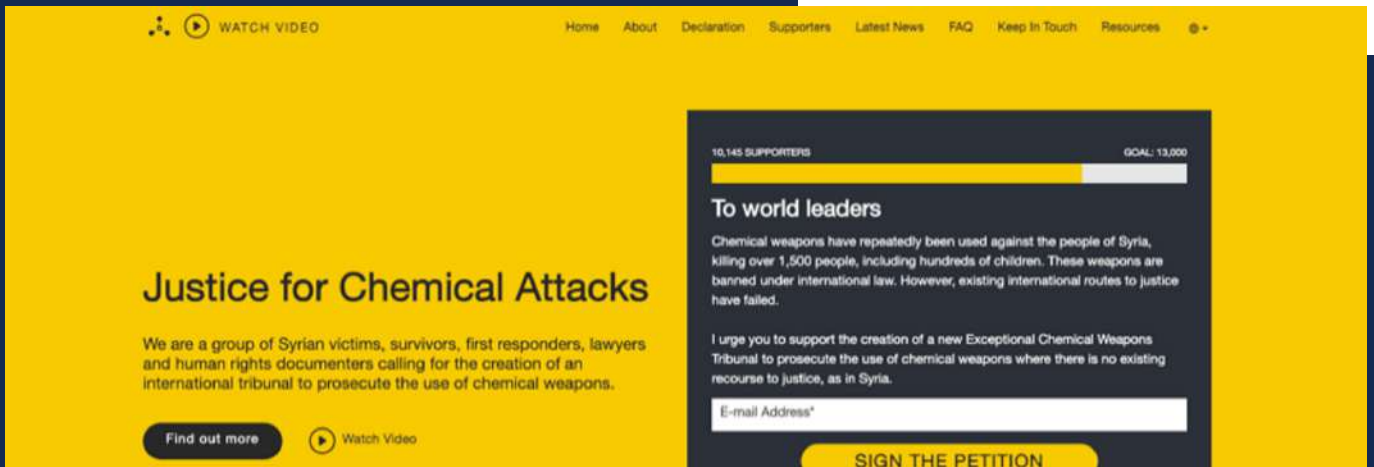 WATCH VIDEO
Home About Declaration Supporters Latest News FAQ Keep In Touch Resources
10,145 SUPPORTERS GOAL: 13,000
To world leaders
Chemical weapons have repeatedly been used against the people of Syria,
killing over 1,500 people, including hundreds of children. These weapons are
banned under international law. However, existing international routes to justice
have failed.
I urge you to support the creation of a new Exceptional Chemical Weapons
Tribunal to prosecute the use of chemical weapons where there is no existing
recourse to justice, as in Syria.
E-mail Address*
SIGN THE PETITION
Justice for Chemical Attacks
We are a group of Syrian victims, survivors, first responders, lawyers
and human rights documenters calling for the creation of an
international tribunal to prosecute the use of chemical weapons.
Find out more Watch Video